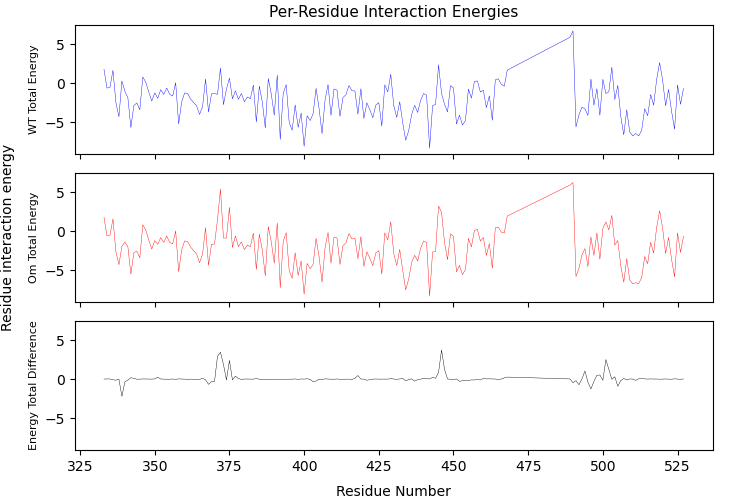 Per-Residue Interaction Energies
Residue interaction energy
WT Total Energy
5
0
−5
Om Total Energy
5
0
−5
Energy Total Difference
5
0
−5
325 350 375 400 425 450 475 500 525
Residue Number